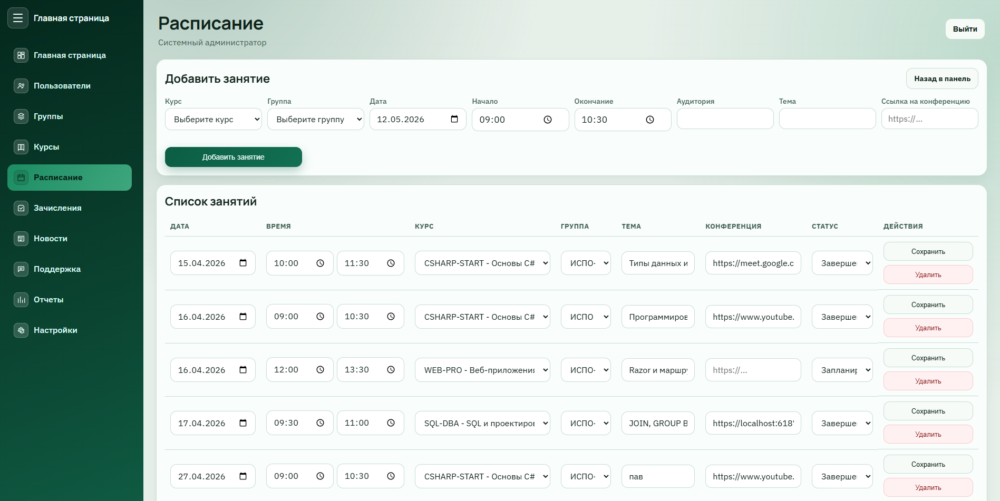 Главная страница
Главная страница
Пользователи
Группы
Курсы
Расписание
Зачисления
Новости
Поддержка
Отчеты
Настройки
Расписание
Системный администратор
Выйти
Добавить занятие
Назад в панель
Курс Группа Дата Начало Окончание Аудитория Тема Ссылка на конференцию
Выберите курс Выберите группу 12.05.2026 09:00 10:30 https://...
Добавить занятие
Список занятий
ДАТА ВРЕМЯ КУРС ГРУППА ТЕМА КОНФЕРЕНЦИЯ СТАТУС ДЕЙСТВИЯ
15.04.2026 10:00 11:30 CSHARP-START - Основы C# ИСПО- Типы данных и https://meet.google.c Заверше Сохранить
Удалить
16.04.2026 09:00 10:30 CSHARP-START - Основы C# ИСПО Программиров https://www.youtube. Заверше Сохранить
Удалить
16.04.2026 12:00 13:30 WEB-PRO - Веб-приложения ИСПО- Razor и маршру https://... Запланир Сохранить
Удалить
17.04.2026 09:30 11:00 SQL-DBA - SQL и проектиров ИСПО- JOIN, GROUP B https://localhost:618 Заверше Сохранить
Удалить
27.04.2026 09:00 10:30 CSHARP-START - Основы C# ИСПО- пав https://www.youtube. Заверше Сохранить
Удалить